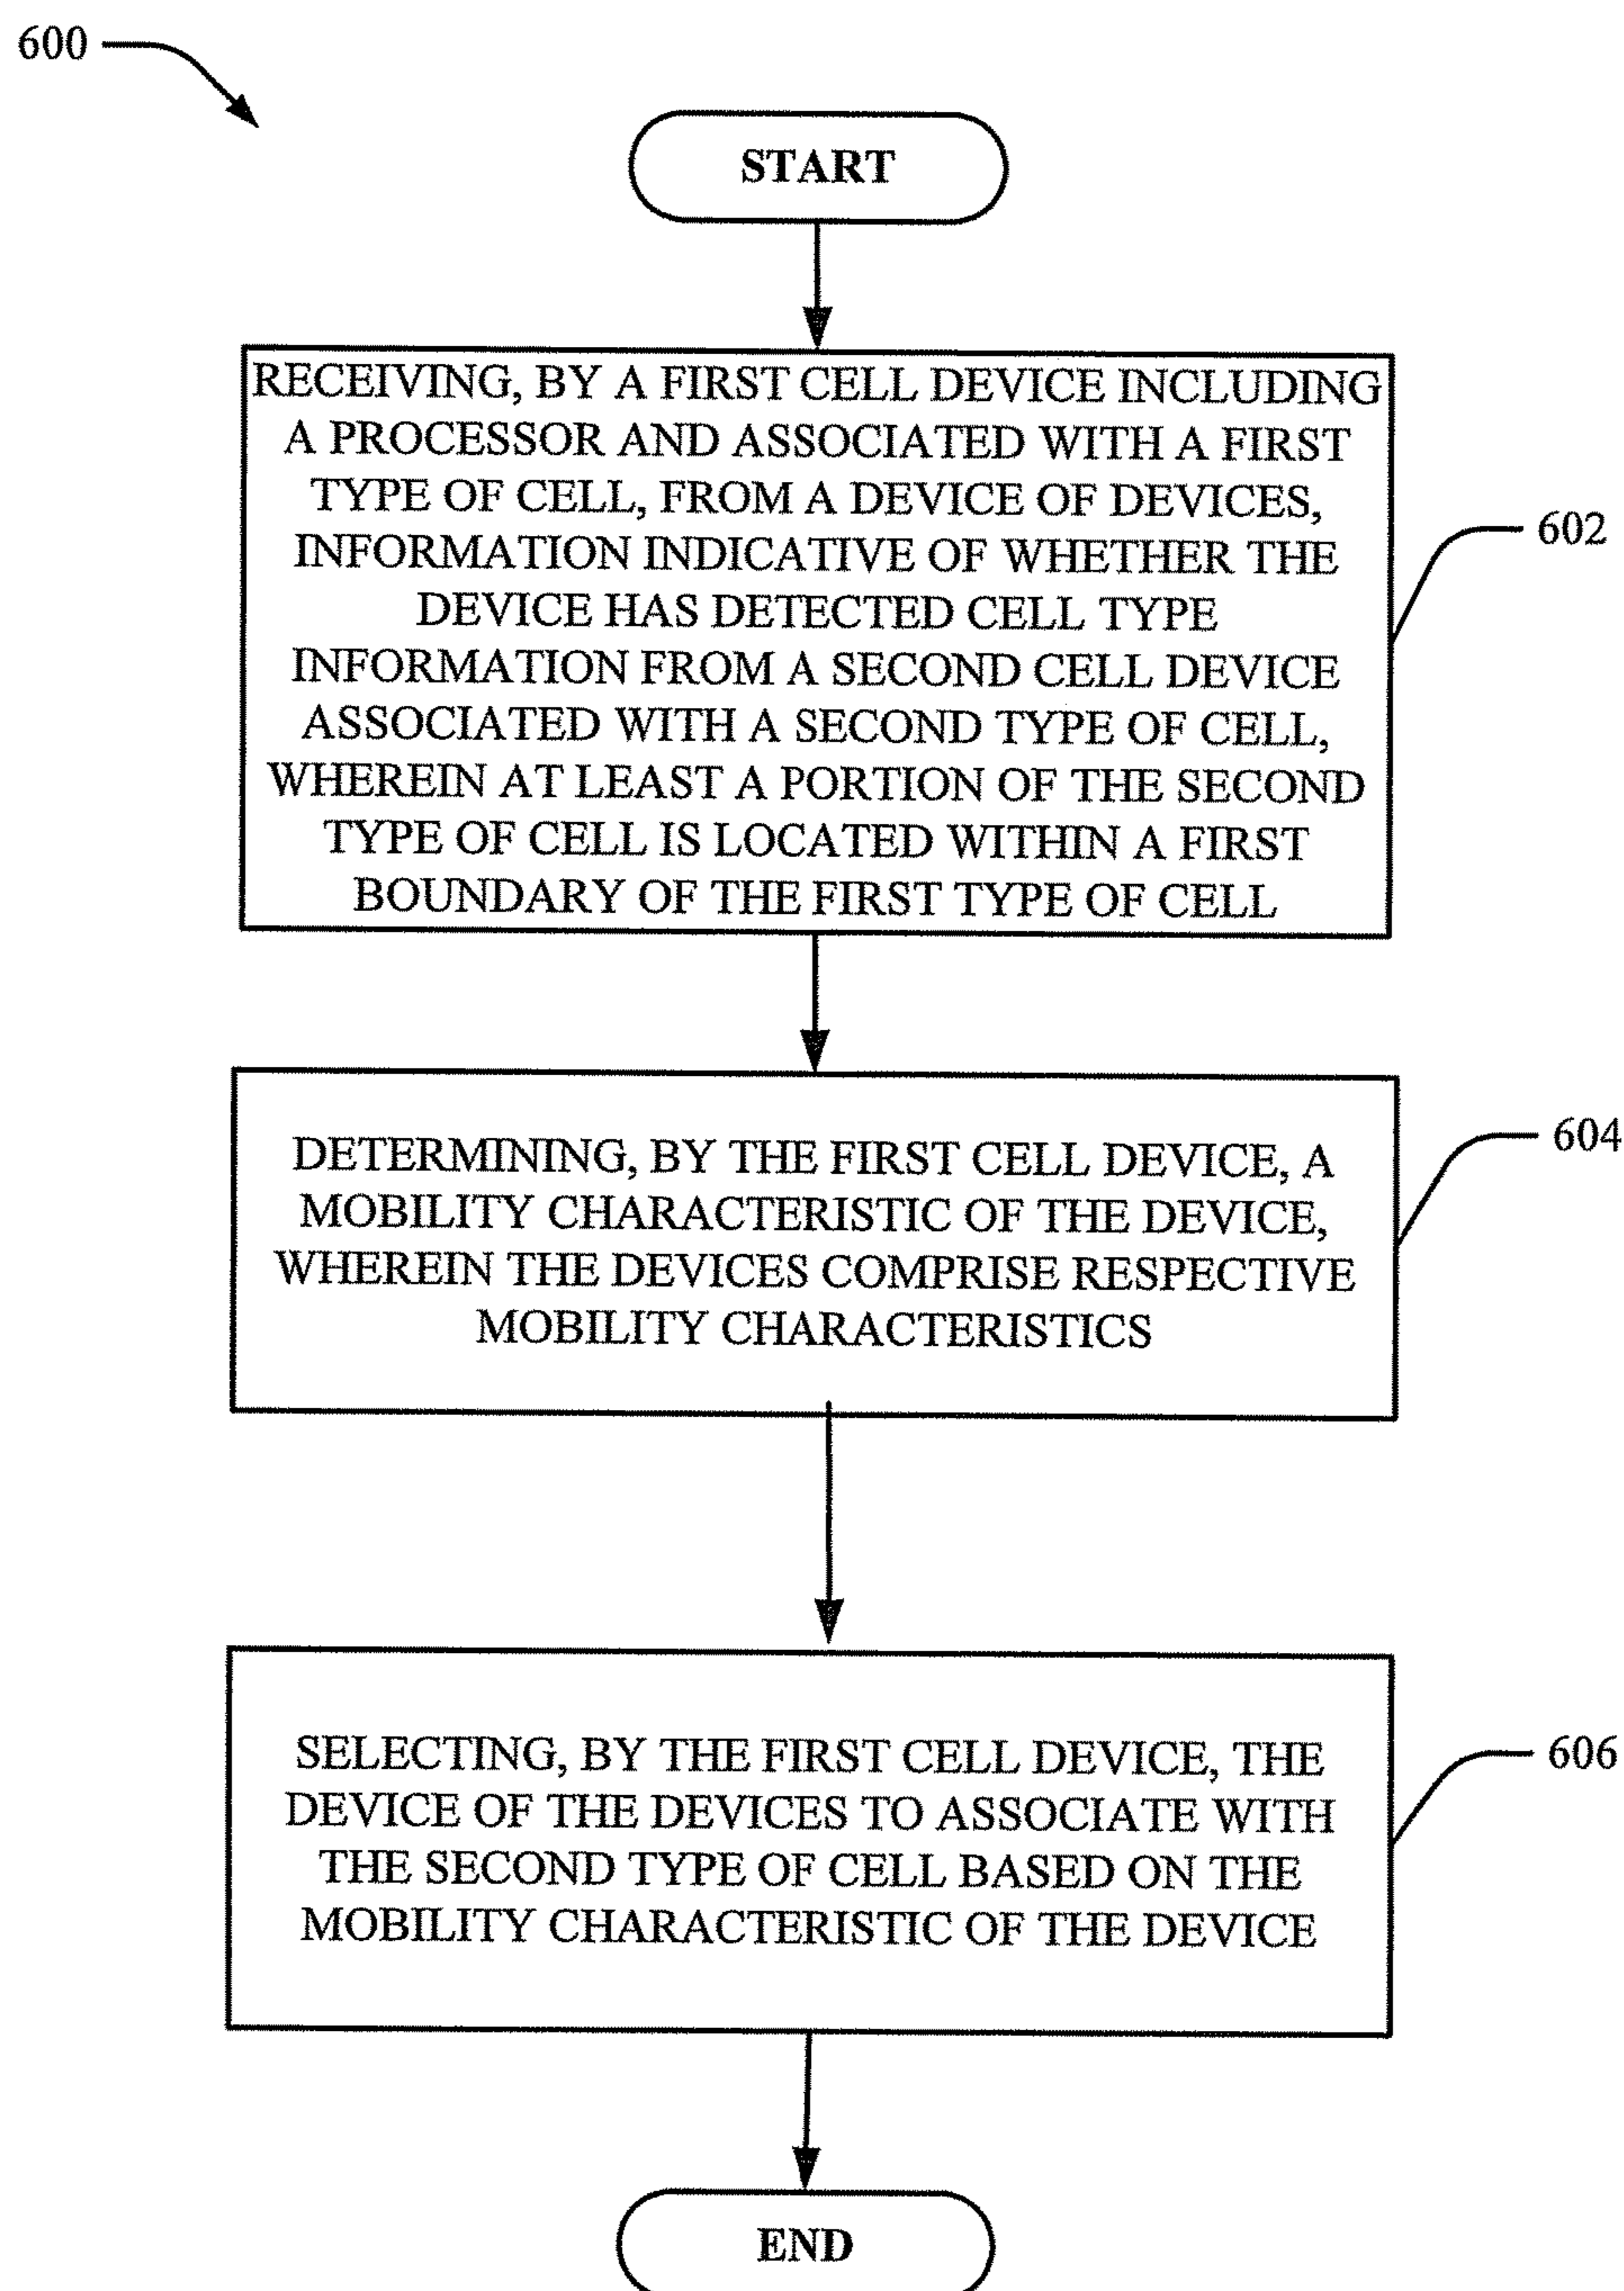 600
START
RECEIVING, BY A FIRST CELL DEVICE INCLUDING
A PROCESSOR AND ASSOCIATED WITH A FIRST
TYPE OF CELL, FROM A DEVICE OF DEVICES,
INFORMATION INDICATIVE OF WHETHER THE
DEVICE HAS DETECTED CELL TYPE
INFORMATION FROM A SECOND CELL DEVICE
ASSOCIATED WITH A SECOND TYPE OF CELL,
WHEREIN AT LEAST A PORTION OF THE SECOND
TYPE OF CELL IS LOCATED WITHIN A FIRST
BOUNDARY OF THE FIRST TYPE OF CELL
602
DETERMINING, BY THE FIRST CELL DEVICE, A
MOBILITY CHARACTERISTIC OF THE DEVICE,
WHEREIN THE DEVICES COMPRISE RESPECTIVE
MOBILITY CHARACTERISTICS
604
SELECTING, BY THE FIRST CELL DEVICE, THE
DEVICE OF THE DEVICES TO ASSOCIATE WITH
THE SECOND TYPE OF CELL BASED ON THE
MOBILITY CHARACTERISTIC OF THE DEVICE
606
END